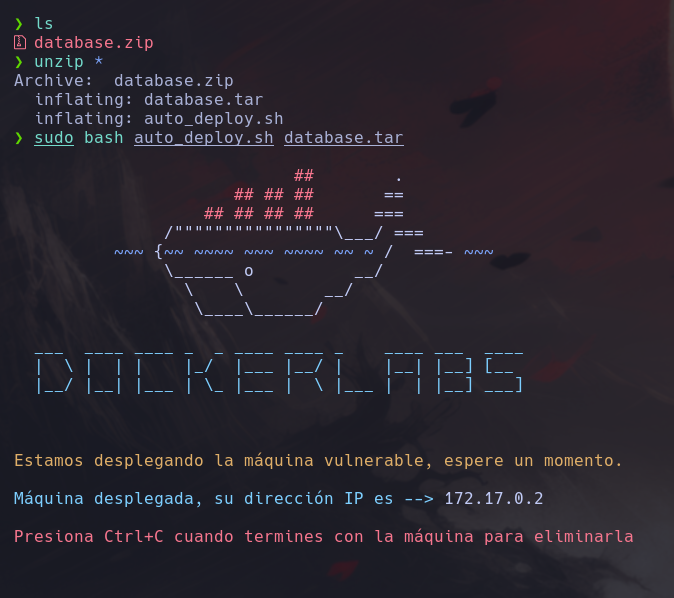 ❯ ls
database.zip
❯ unzip *
Archive:  database.zip
  inflating: database.tar
  inflating: auto_deploy.sh
❯ sudo bash auto_deploy.sh database.tar
                            ##        .
                      ## ## ##       ==
                   ## ## ## ##      ===
               /""""""""""""""""\___/ ===
          ~~~ {~~ ~~~~ ~~~ ~~~~ ~~ ~ /  ===- ~~~
               \______ o          __/
                 \    \        __/
                  \____\______/
  ___  ____ ____ _  _ ____ ____ _    ____ ___  ____
  |  \ |  | |    |_/  |___ |__/ |    |__| |__] [__
  |__/ |__| |___ | \_ |___ |  \ |___ |  | |__] ___]
Estamos desplegando la máquina vulnerable, espere un momento.
Máquina desplegada, su dirección IP es --> 172.17.0.2
Presiona Ctrl+C cuando termines con la máquina para eliminarla